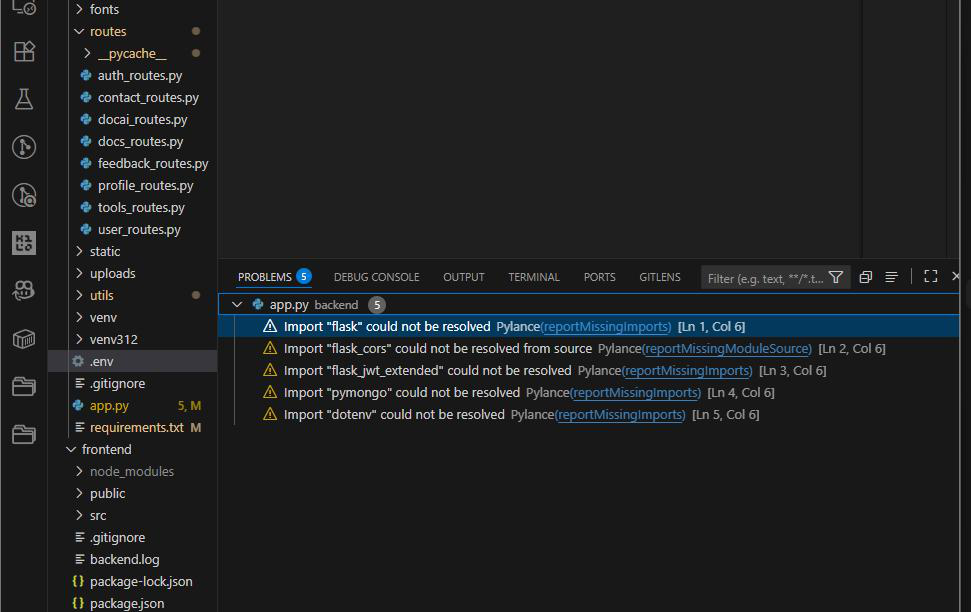 fonts
routes
__pycache__
auth_routes.py
contact_routes.py
docai_routes.py
docs_routes.py
feedback_routes.py
profile_routes.py
tools_routes.py
user_routes.py
static
uploads
utils
venv
venv312
.env
.gitignore
app.py 5, M
requirements.txt M
frontend
node_modules
public
src
.gitignore
backend.log
{} package-lock.json
{} package.json
PROBLEMS 5 DEBUG CONSOLE OUTPUT TERMINAL PORTS GITLENS Filter (e.g. text, **/*.t...
app.py backend 5
Import "flask" could not be resolved Pylance(reportMissingImports) [Ln 1, Col 6]
Import "flask_cors" could not be resolved from source Pylance(reportMissingModuleSource) [Ln 2, Col 6]
Import "flask_jwt_extended" could not be resolved Pylance(reportMissingImports) [Ln 3, Col 6]
Import "pymongo" could not be resolved Pylance(reportMissingImports) [Ln 4, Col 6]
Import "dotenv" could not be resolved Pylance(reportMissingImports) [Ln 5, Col 6]